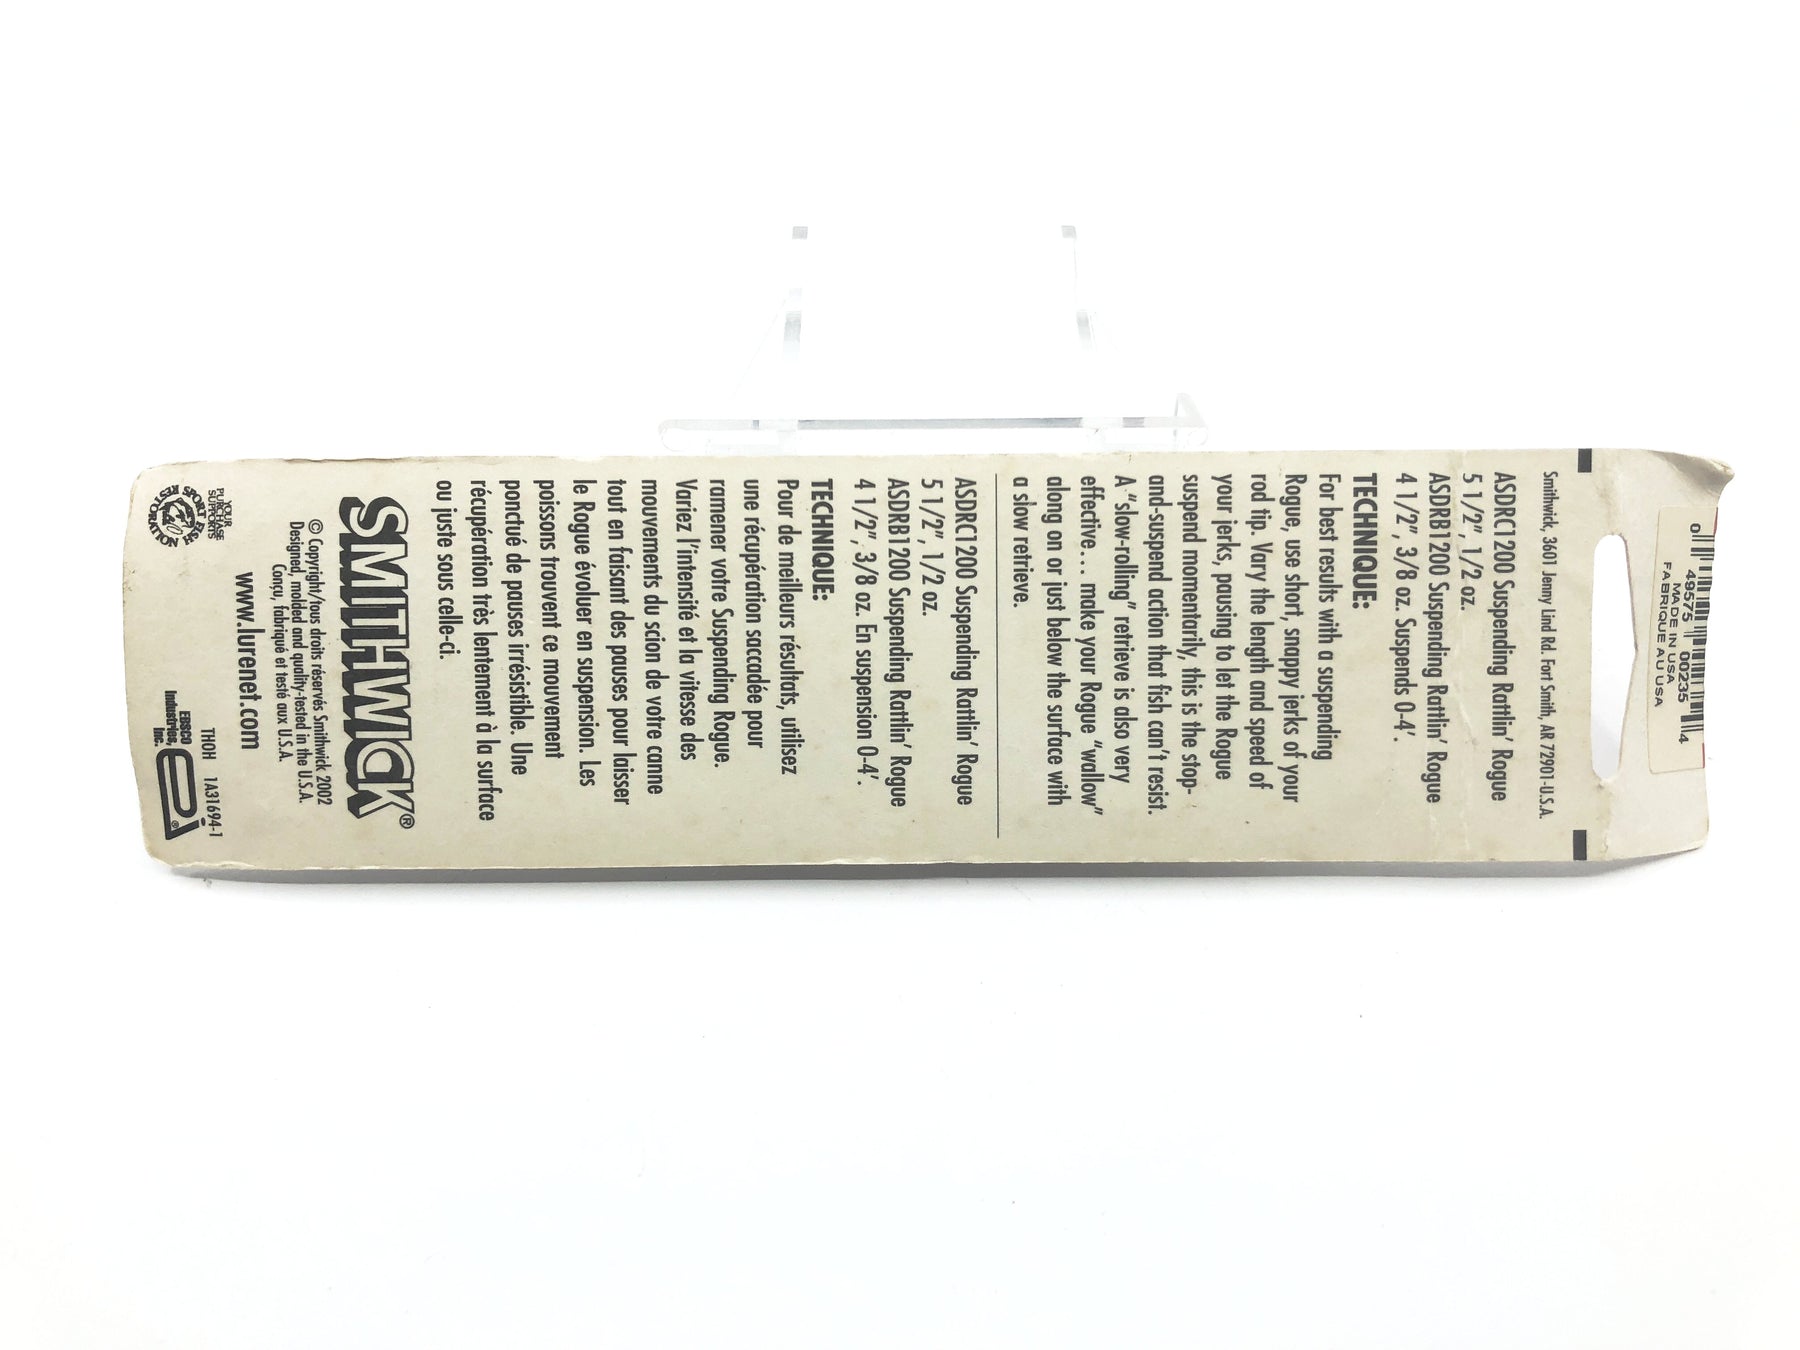 0 49575 00235 4
MADE IN USA
FABRIQUE AU USA
Smithwick, 3601 Jenny Lind Rd. Fort Smith, AR 72901-U.S.A.
ASDRC1200 Suspending Rattlin' Rogue
5 1/2", 1/2 oz.
ASDRB1200 Suspending Rattlin' Rogue
4 1/2", 3/8 oz. Suspends 0-4'.
TECHNIQUE:
For best results with a suspending
Rogue, use short, snappy jerks of your
rod tip. Vary the length and speed of
your jerks, pausing to let the Rogue
suspend momentarily, this is the stop-
and-suspend action that fish can't resist.
A "slow-rolling" retrieve is also very
effective... make your Rogue "wallow"
along on or just below the surface with
a slow retrieve.
ASDRC1200 Suspending Rattlin' Rogue
5 1/2", 1/2 oz.
ASDRB1200 Suspending Rattlin' Rogue
4 1/2", 3/8 oz. En suspension 0-4'.
TECHNIQUE:
Pour de meilleurs résultats, utilisez
une récupération saccadée pour
ramener votre Suspending Rogue.
Variez l'intensité et la vitesse des
mouvements du scion de votre canne
tout en faisant des pauses pour laisser
le Rogue évoluer en suspension. Les
poissons trouvent ce mouvement
ponctué de pauses irrésistible. Une
récupération très lentement à la surface
ou juste sous celle-ci.
SMITHWICK®
© Copyright/tous droits réservés Smithwick 2002
Designed, molded and quality-tested in the U.S.A.
Conçu, fabriqué et testé aux U.S.A.
www.lurenet.com
YOUR
PURCHASE
SUPPORTS
SPORT FISH
RESTORATION
THOH 1A31694-1
EBSCO
Industries,
Inc.
ei®